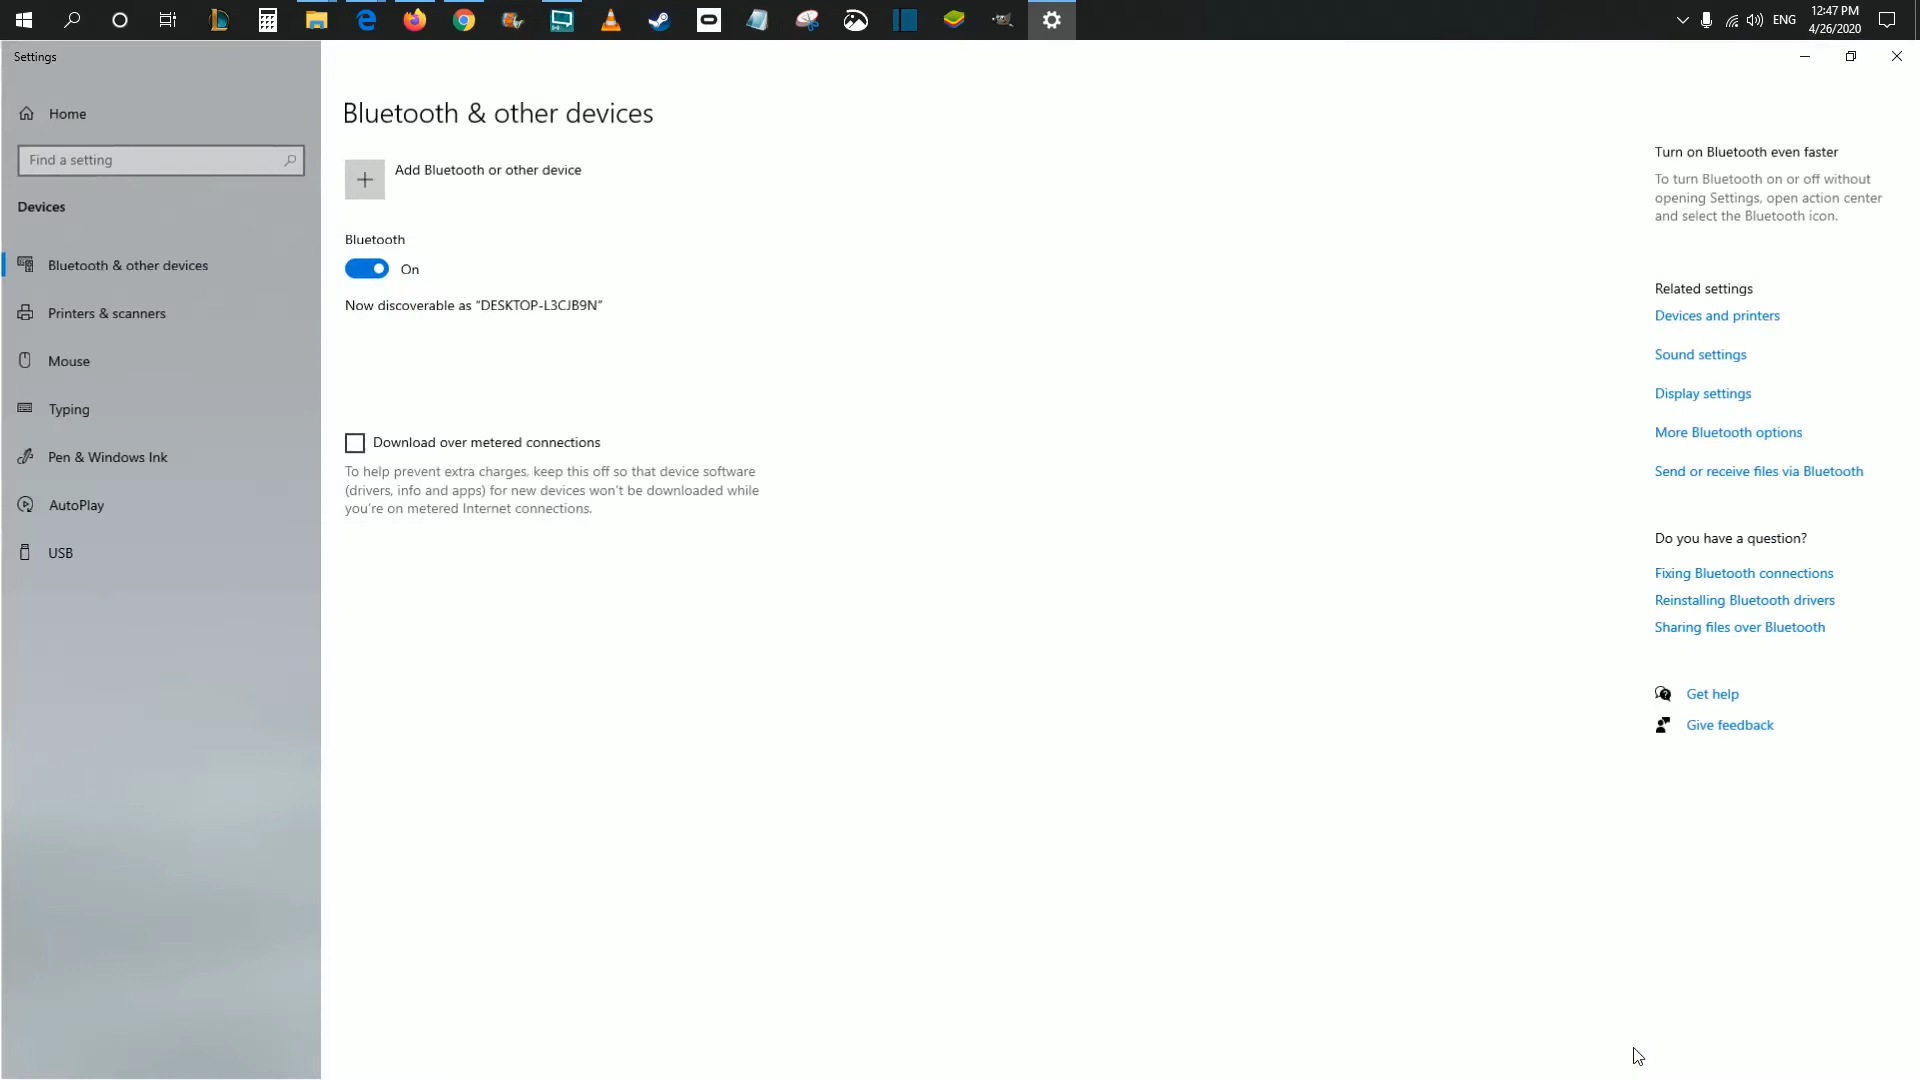 ENG
12:47 PM
4/26/2020
Settings
Home
Find a setting
Devices
Bluetooth & other devices
Printers & scanners
Mouse
Typing
Pen & Windows Ink
AutoPlay
USB
Bluetooth & other devices
Add Bluetooth or other device
Bluetooth
On
Now discoverable as “DESKTOP-L3CJB9N”
Download over metered connections
To help prevent extra charges, keep this off so that device software
(drivers, info and apps) for new devices won't be downloaded while
you're on metered Internet connections.
Turn on Bluetooth even faster
To turn Bluetooth on or off without
opening Settings, open action center
and select the Bluetooth icon.
Related settings
Devices and printers
Sound settings
Display settings
More Bluetooth options
Send or receive files via Bluetooth
Do you have a question?
Fixing Bluetooth connections
Reinstalling Bluetooth drivers
Sharing files over Bluetooth
Get help
Give feedback